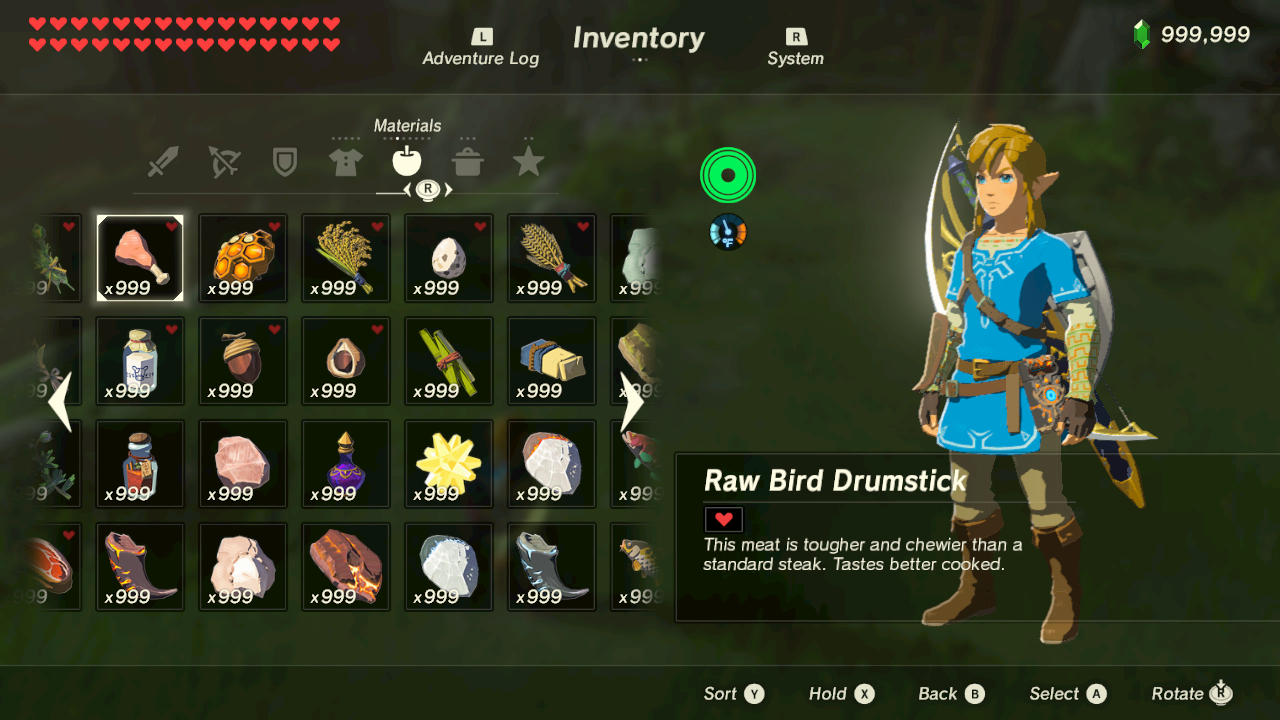 L
Adventure Log
Inventory
R
System
999,999
Materials
R
x999 x999 x999 x999 x999
x999 x999 x999 x999 x999
x999 x999 x999 x999 x999
x999 x999 x999 x999 x999
°F
Raw Bird Drumstick
This meat is tougher and chewier than a
standard steak. Tastes better cooked.
Sort Y
Hold X
Back B
Select A
Rotate R